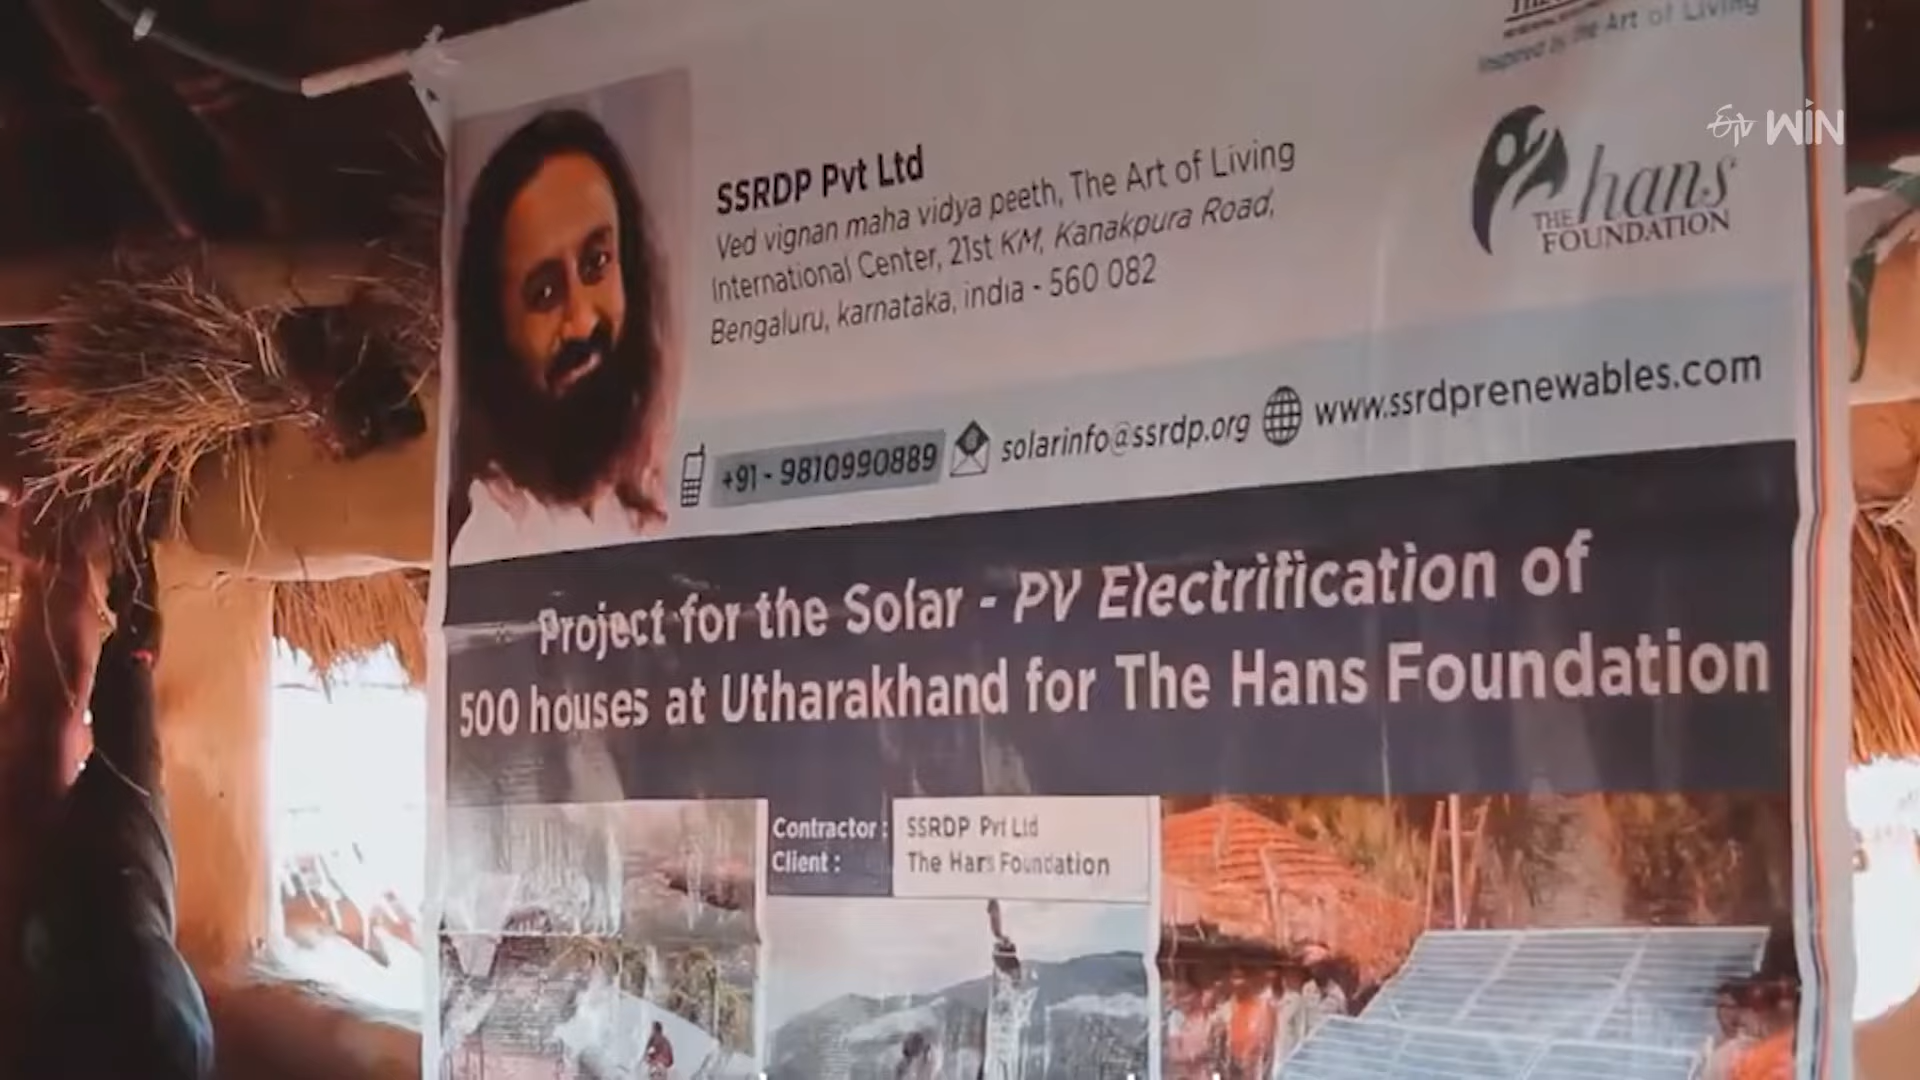 Inspired by the Art of Living
ఈటీవీ WIN
SSRDP Pvt Ltd
Ved vignan maha vidya peeth, The Art of Living
International Center, 21st KM, Kanakpura Road,
Bengaluru, karnataka, india - 560 082
THE hans
FOUNDATION
+91 - 9810990889 solarinfo@ssrdp.org www.ssrdprenewables.com
Project for the Solar - PV Electrification of
500 houses at Utharakhand for The Hans Foundation
Contractor : SSRDP Pvt Ltd
Client : The Hans Foundation